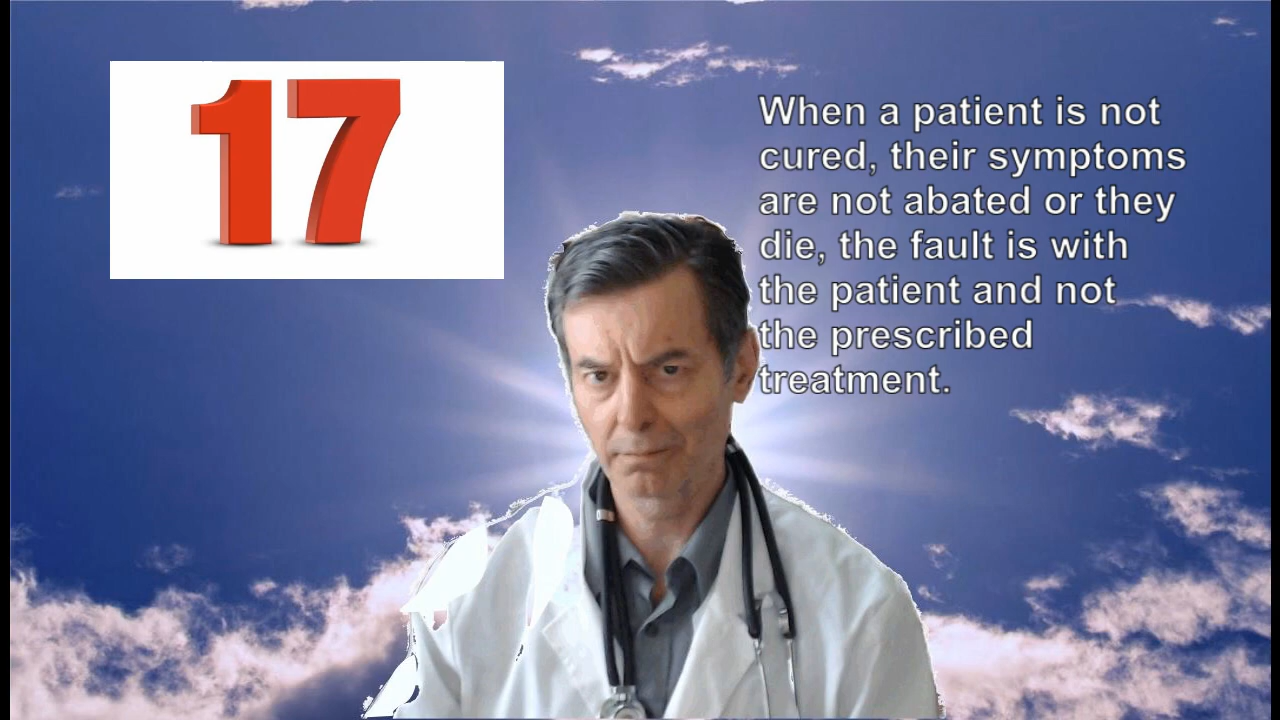 17
When a patient is not
cured, their symptoms
are not abated or they
die, the fault is with
the patient and not
the prescribed
treatment.